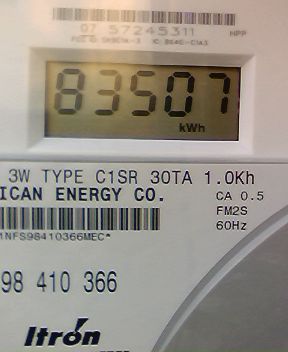 07 57245311 HPP
83507
kWh
3W TYPE C1SR 30TA 1.0Kh
ICAN ENERGY CO.
CA 0.5
FM2S
60Hz
1NFS98410366MEC*
98 410 366
Itron